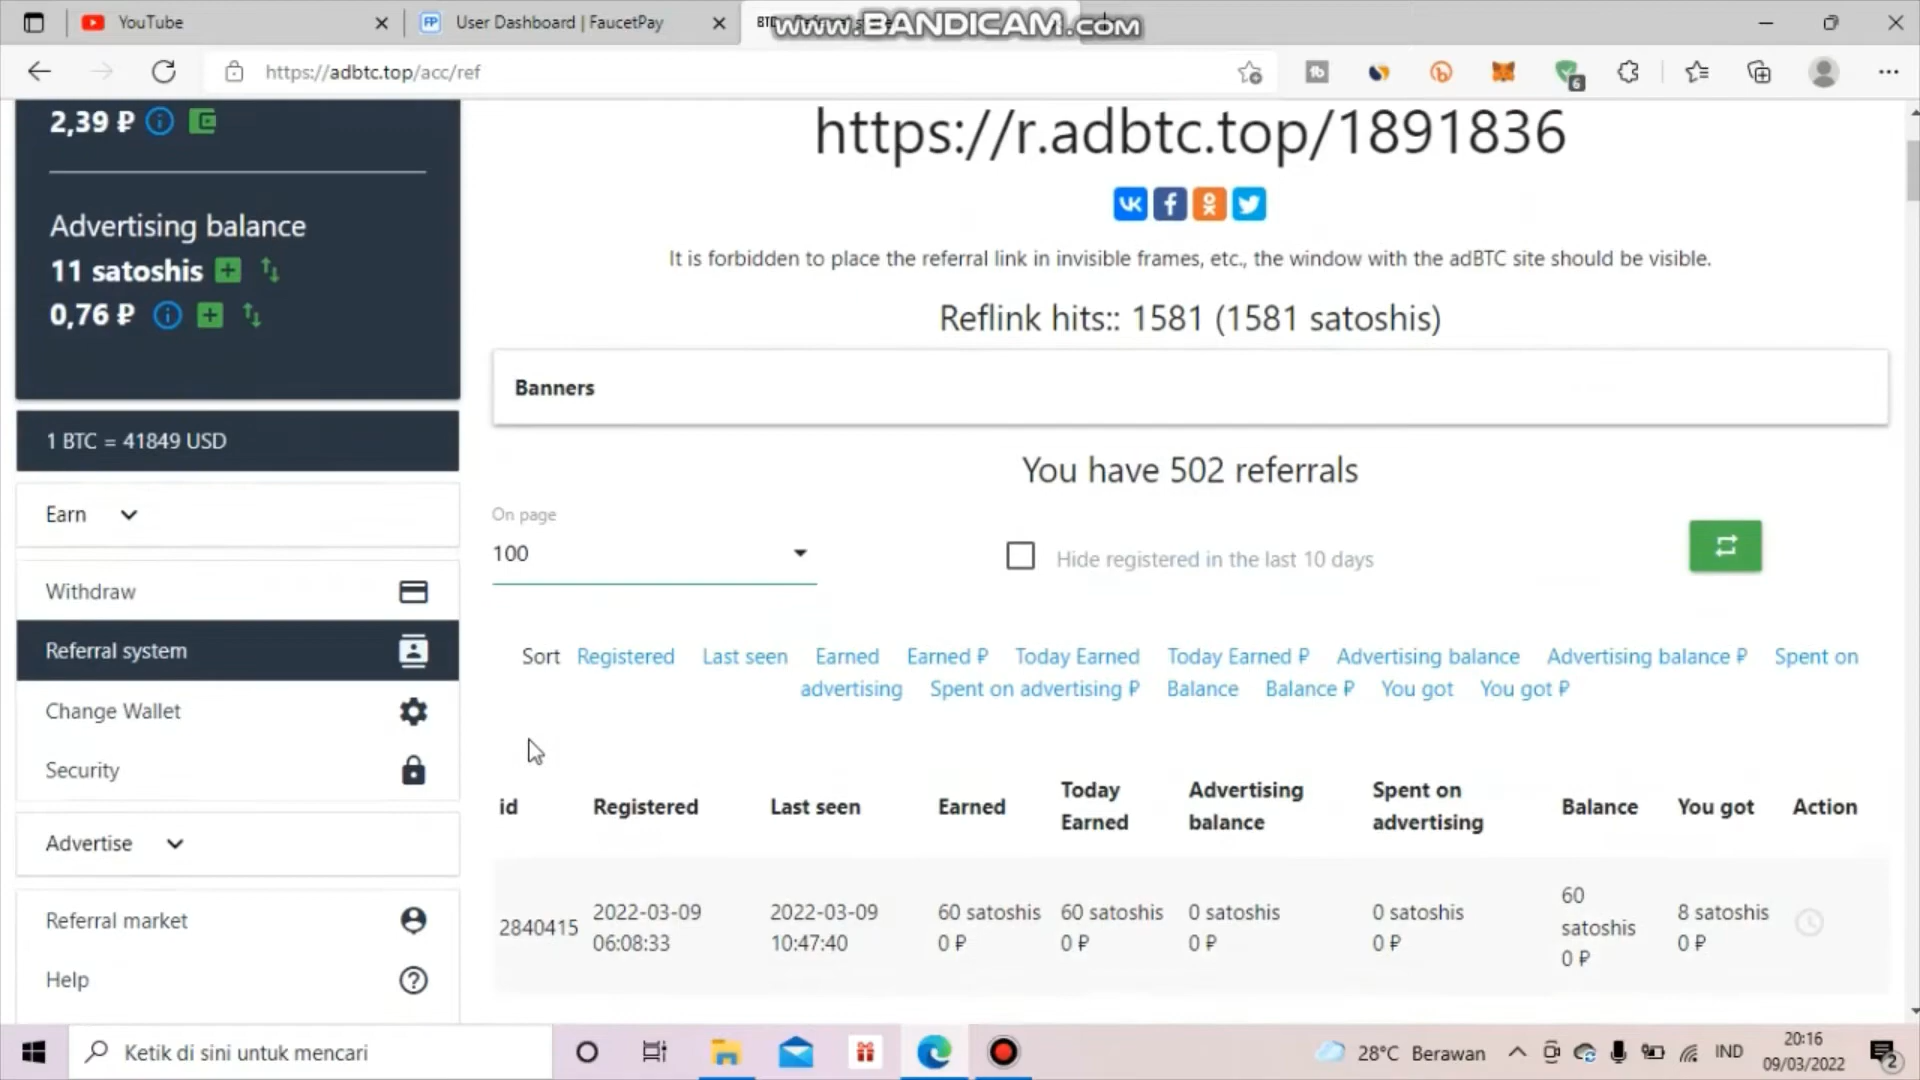 YouTube
User Dashboard | FaucetPay
www.BANDICAM.com
https://adbtc.top/acc/ref
6
2,39 ₽
Advertising balance
11 satoshis
0,76 ₽
1 BTC = 41849 USD
Earn
Withdraw
Referral system
Change Wallet
Security
Advertise
Referral market
Help
https://r.adbtc.top/1891836
It is forbidden to place the referral link in invisible frames, etc., the window with the adBTC site should be visible.
Reflink hits:: 1581 (1581 satoshis)
Banners
You have 502 referrals
On page
100
Hide registered in the last 10 days
Sort Registered Last seen Earned Earned ₽ Today Earned Today Earned ₽ Advertising balance Advertising balance ₽ Spent on
advertising Spent on advertising ₽ Balance Balance ₽ You got You got ₽
id Registered Last seen Earned Today Earned Advertising balance Spent on advertising Balance You got Action
2840415 2022-03-09 06:08:33 2022-03-09 10:47:40 60 satoshis 0 ₽ 60 satoshis 0 ₽ 0 satoshis 0 ₽ 0 satoshis 0 ₽ 60 satoshis 0 ₽ 8 satoshis 0 ₽
Ketik di sini untuk mencari
28°C Berawan
IND
20:16
09/03/2022
2